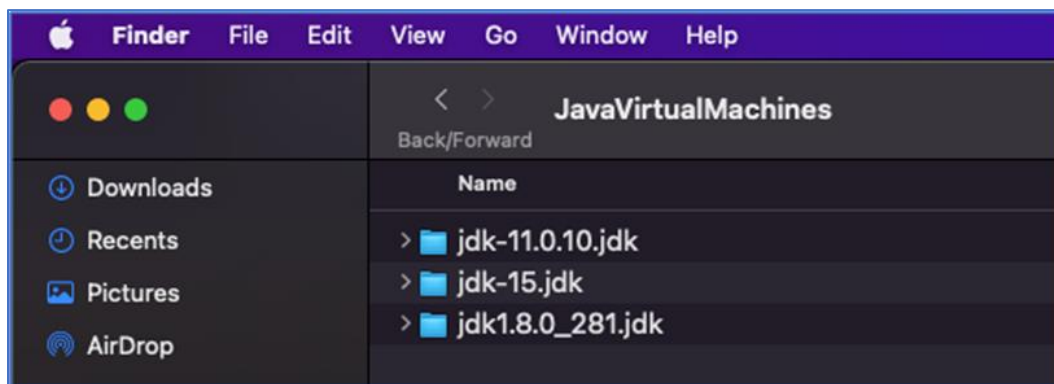 Finder File Edit View Go Window Help
JavaVirtualMachines
Back/Forward
Downloads
Recents
Pictures
AirDrop
Name
jdk-11.0.10.jdk
jdk-15.jdk
jdk1.8.0_281.jdk